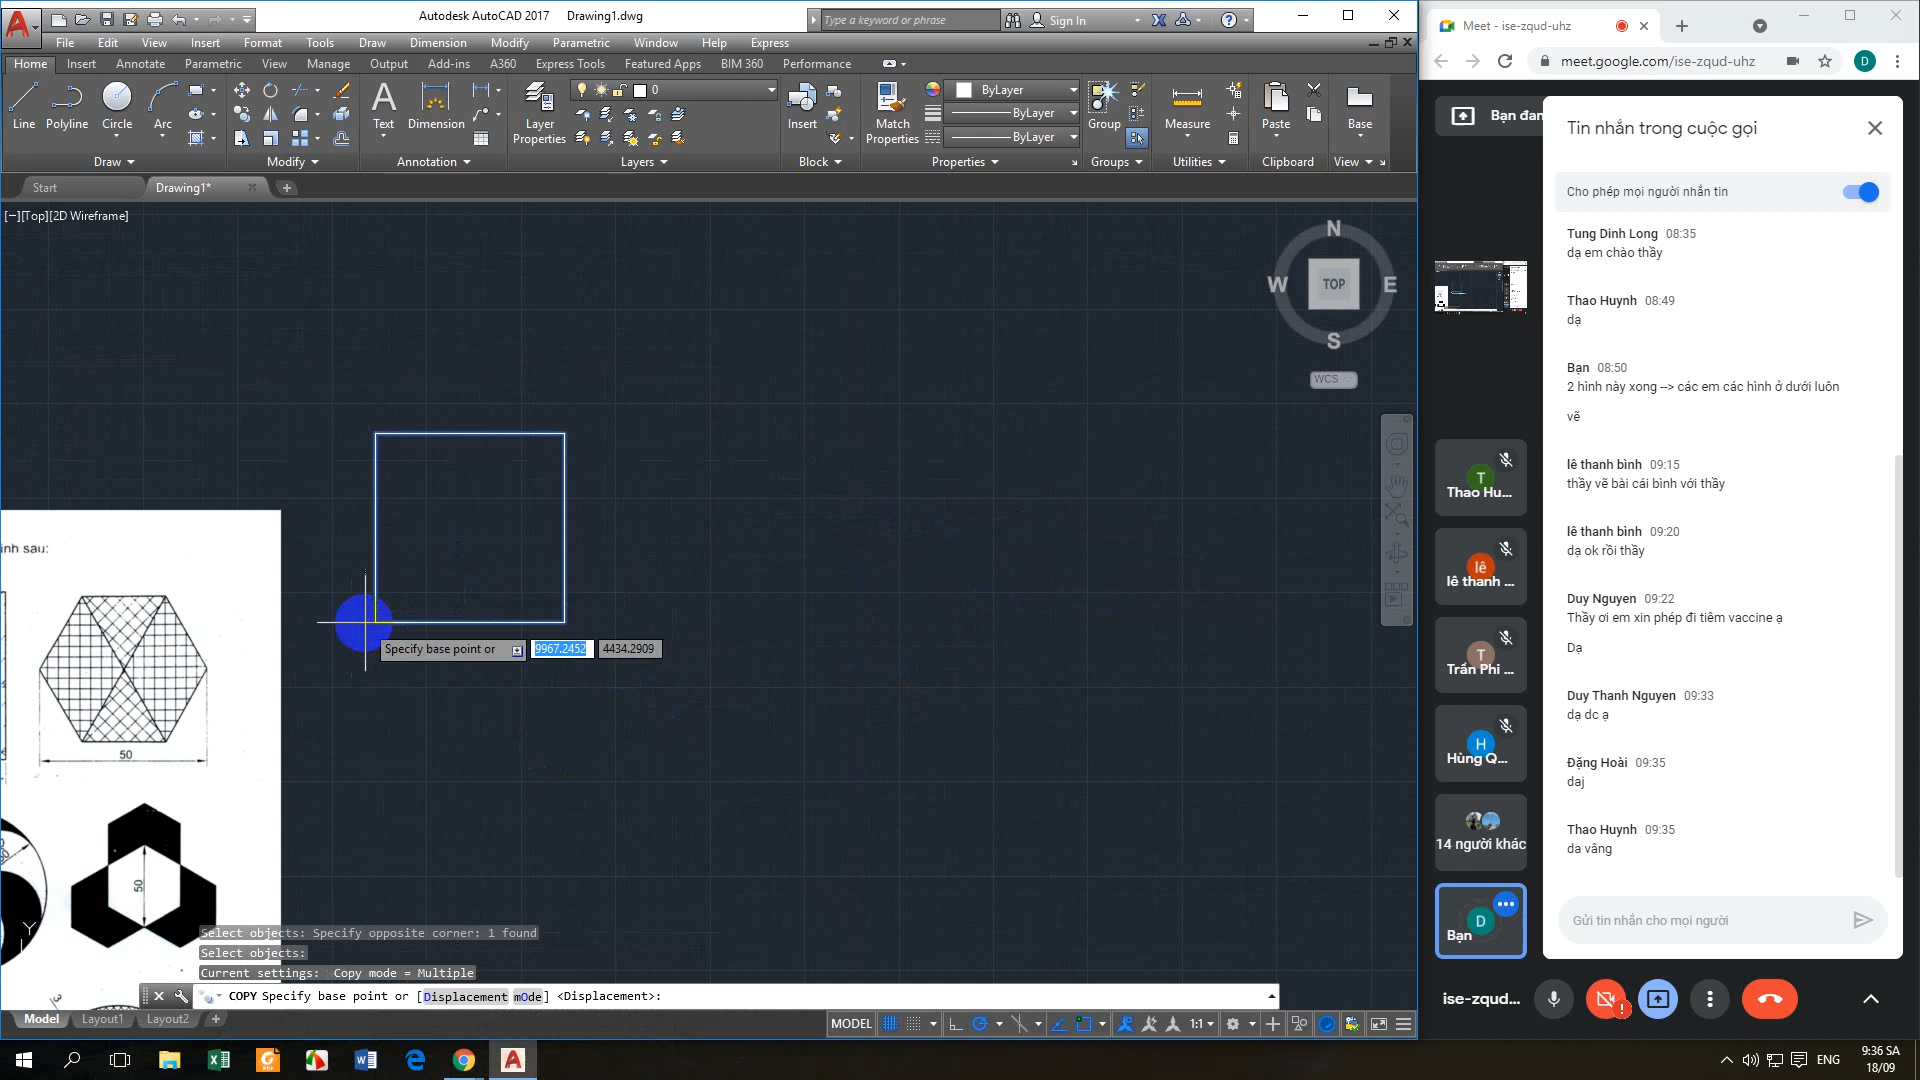 Autodesk AutoCAD 2017 Drawing1.dwg
Type a keyword or phrase
Sign In
File Edit View Insert Format Tools Draw Dimension Modify Parametric Window Help Express
Home Insert Annotate Parametric View Manage Output Add-ins A360 Express Tools Featured Apps BIM 360 Performance
Line Polyline Circle Arc
Text Dimension
Layer
Properties
0
Insert
Match
Properties
ByLayer
ByLayer
ByLayer
Group
Measure
Paste
Base
Draw Modify Annotation Layers Block Properties Groups Utilities Clipboard View
Start Drawing1*
[−][Top][2D Wireframe]
N
W TOP E
S
WCS
Specify base point or 9967.2452 4434.2909
ình sau:
50
50
Y
Select objects: Specify opposite corner: 1 found
Select objects:
Current settings: Copy mode = Multiple
COPY Specify base point or [Displacement mOde] <Displacement>:
Model Layout1 Layout2
MODEL 1:1
Meet - ise-zqud-uhz
meet.google.com/ise-zqud-uhz
D
Bạn đan
Tin nhắn trong cuộc gọi
Cho phép mọi người nhắn tin
Tung Dinh Long 08:35
dạ em chào thầy
Thao Huynh 08:49
dạ
Bạn 08:50
2 hình này xong --> các em các hình ở dưới luôn
vẽ
lê thanh bình 09:15
thầy vẽ bài cái bình với thầy
lê thanh bình 09:20
dạ ok rồi thầy
Duy Nguyen 09:22
Thầy ơi em xin phép đi tiêm vaccine ạ
Dạ
Duy Thanh Nguyen 09:33
dạ dc ạ
Đặng Hoài 09:35
daj
Thao Huynh 09:35
da vâng
Gửi tin nhắn cho mọi người
T
Thao Hu...
lê
lê thanh ...
T
Trần Phi ...
H
Hùng Q...
14 người khác
D
Bạn
ise-zqud...
ENG
9:36 SA
18/09